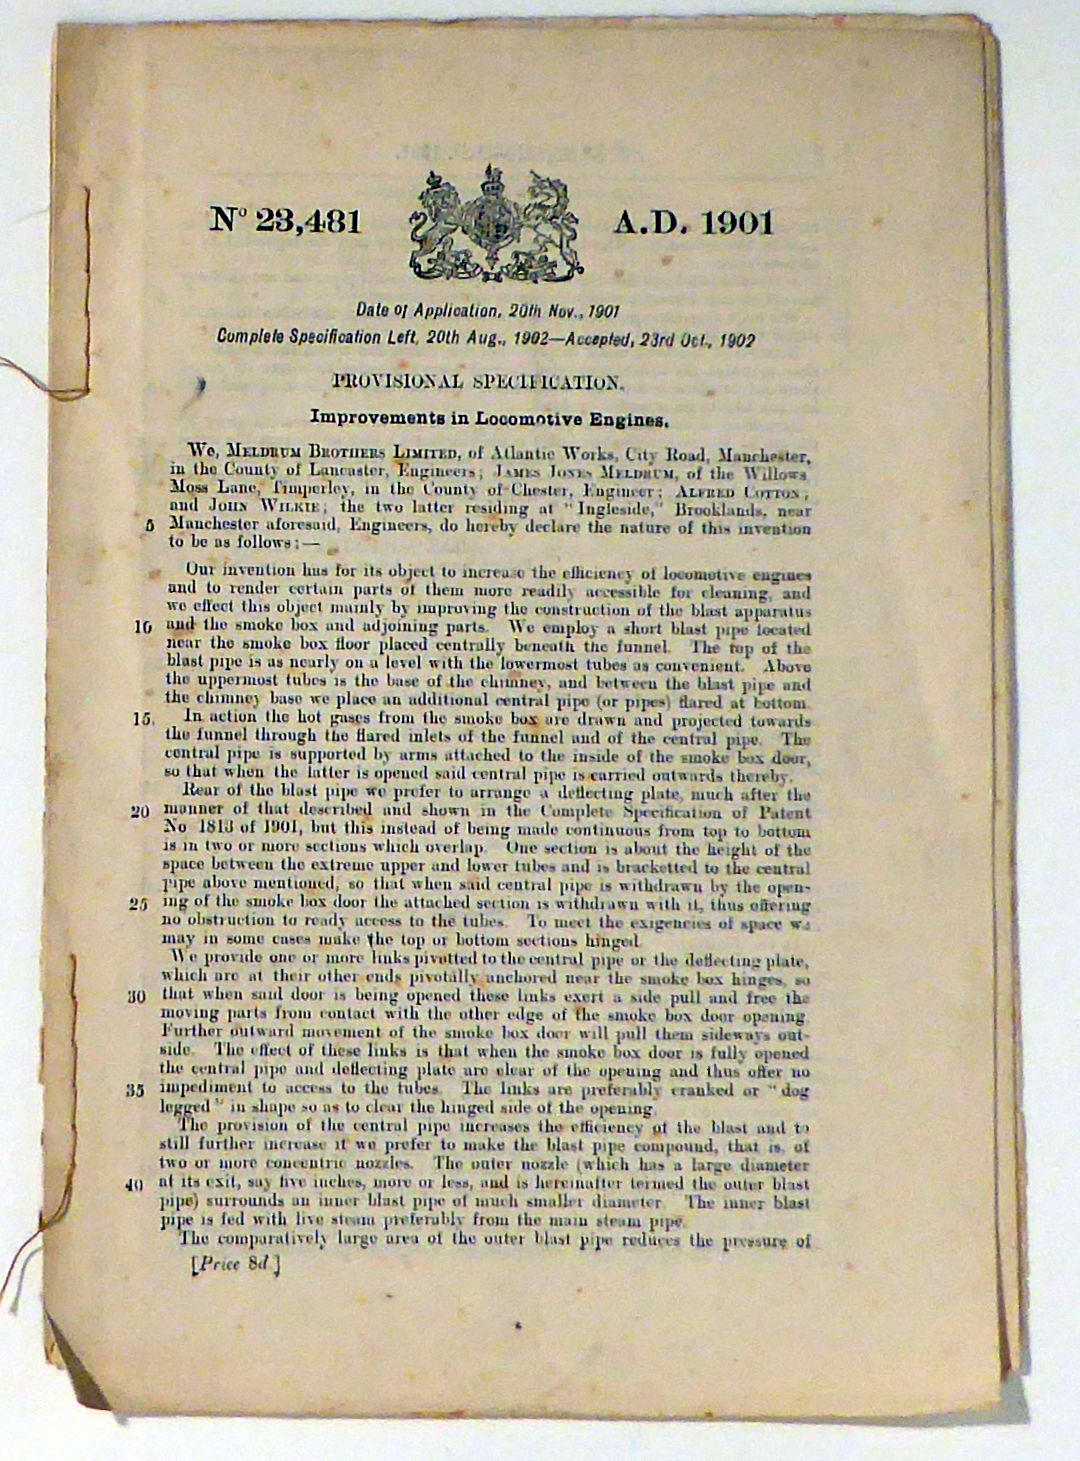 Nº 23,481
A.D. 1901
Date of Application, 20th Nov., 1901
Complete Specification Left, 20th Aug., 1902—Accepted, 23rd Oct., 1902
PROVISIONAL SPECIFICATION.
Improvements in Locomotive Engines.
We, MELDRUM BROTHERS LIMITED, of Atlantic Works, City Road, Manchester,
in the County of Lancaster, Engineers; JAMES JONES MELDRUM, of the Willows
Moss Lane, Timperley, in the County of Chester, Engineer; ALFRED COTTON,
and JOHN WILKIE, the two latter residing at "Ingleside," Brooklands, near
5 Manchester aforesaid, Engineers, do hereby declare the nature of this invention
to be as follows:—
Our invention has for its object to increase the efficiency of locomotive engines
and to render certain parts of them more readily accessible for cleaning, and
we effect this object mainly by improving the construction of the blast apparatus
10 and the smoke box and adjoining parts. We employ a short blast pipe located
near the smoke box floor placed centrally beneath the funnel. The top of the
blast pipe is as nearly on a level with the lowermost tubes as convenient. Above
the uppermost tubes is the base of the chimney, and between the blast pipe and
the chimney base we place an additional central pipe (or pipes) flared at bottom.
15. In action the hot gases from the smoke box are drawn and projected towards
the funnel through the flared inlets of the funnel and of the central pipe. The
central pipe is supported by arms attached to the inside of the smoke box door,
so that when the latter is opened said central pipe is carried outwards thereby.
Rear of the blast pipe we prefer to arrange a deflecting plate, much after the
20 manner of that described and shown in the Complete Specification of Patent
No 1813 of 1901, but this instead of being made continuous from top to bottom
is in two or more sections which overlap. One section is about the height of the
space between the extreme upper and lower tubes and is bracketted to the central
pipe above mentioned, so that when said central pipe is withdrawn by the open-
25 ing of the smoke box door the attached section is withdrawn with it, thus offering
no obstruction to ready access to the tubes. To meet the exigencies of space we
may in some cases make the top or bottom sections hinged.
We provide one or more links pivotted to the central pipe or the deflecting plate,
which are at their other ends pivotally anchored near the smoke box hinges, so
30 that when said door is being opened these links exert a side pull and free the
moving parts from contact with the other edge of the smoke box door opening.
Further outward movement of the smoke box door will pull them sideways out-
side. The effect of these links is that when the smoke box door is fully opened
the central pipe and deflecting plate are clear of the opening and thus offer no
35 impediment to access to the tubes. The links are preferably cranked or "dog
legged" in shape so as to clear the hinged side of the opening.
The provision of the central pipe increases the efficiency of the blast and to
still further increase it we prefer to make the blast pipe compound, that is, of
two or more concentric nozzles. The outer nozzle (which has a large diameter
40 at its exit, say five inches, more or less, and is hereinafter termed the outer blast
pipe) surrounds an inner blast pipe of much smaller diameter. The inner blast
pipe is fed with live steam preferably from the main steam pipe.
The comparatively large area of the outer blast pipe reduces the pressure of
[Price 8d.]